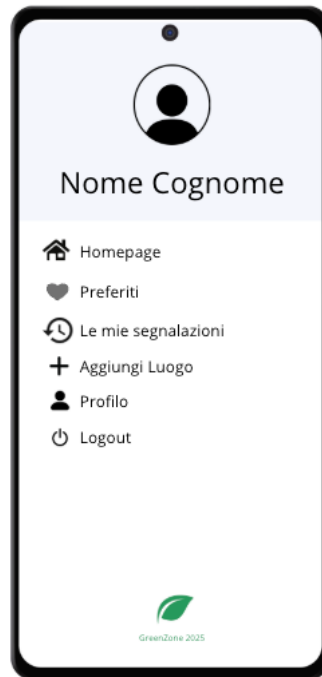 Nome Cognome
Homepage
Preferiti
Le mie segnalazioni
Aggiungi Luogo
Profilo
Logout
GreenZone 2025